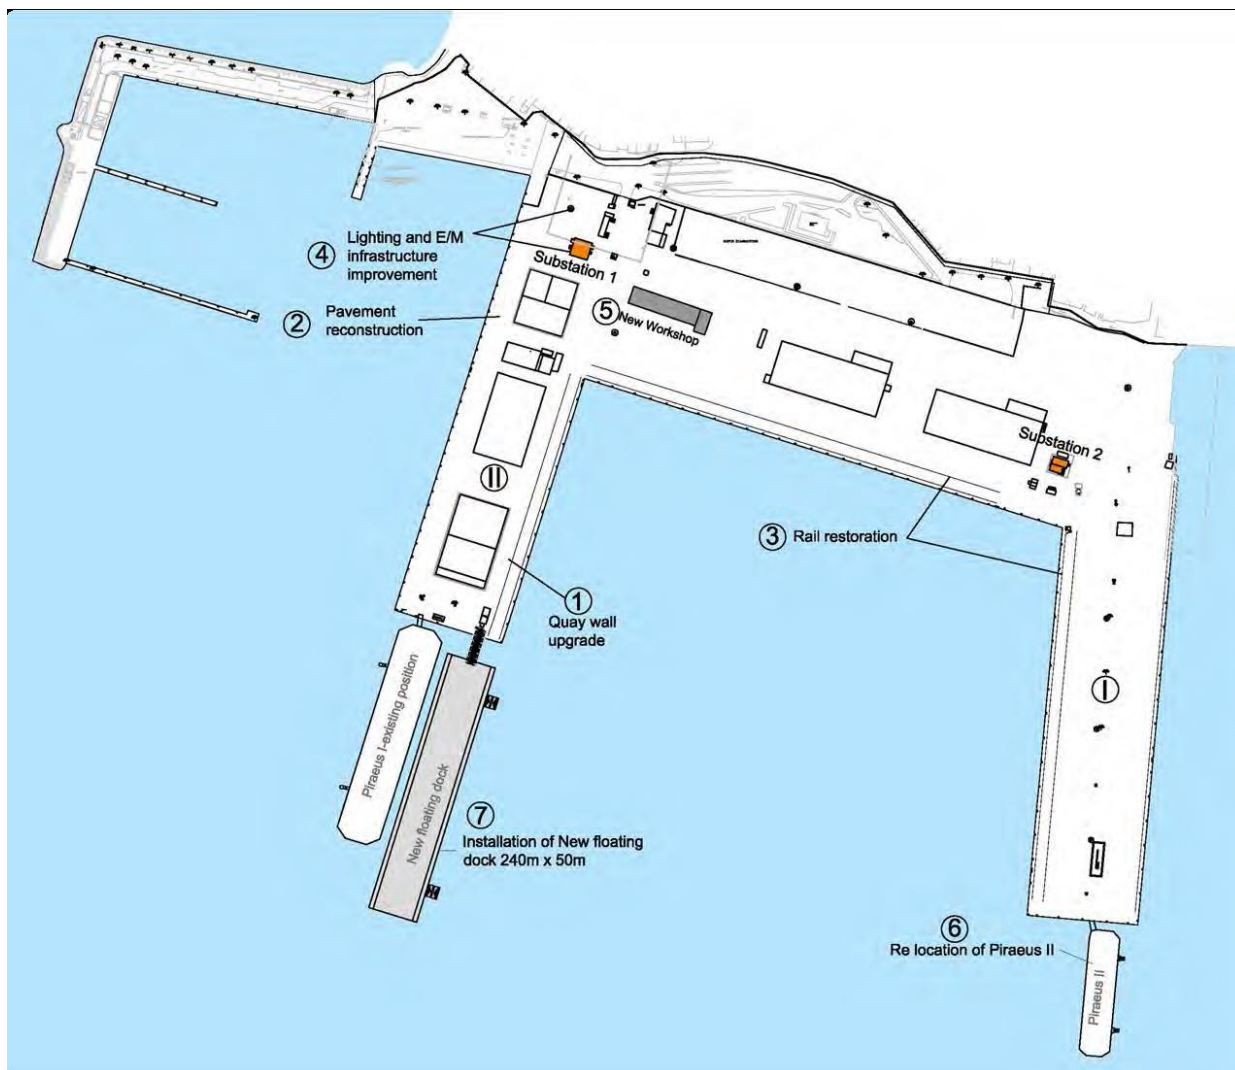 ④ Lighting and E/M
infrastructure
improvement
Substation 1
② Pavement
reconstruction
⑤
New Workshop
Substation 2
II
③ Rail restoration
①
Quay wall
upgrade
I
Piraeus I-existing position
New floating dock
⑦
Installation of New floating
dock 240m x 50m
⑥
Re location of Piraeus II
Piraeus II